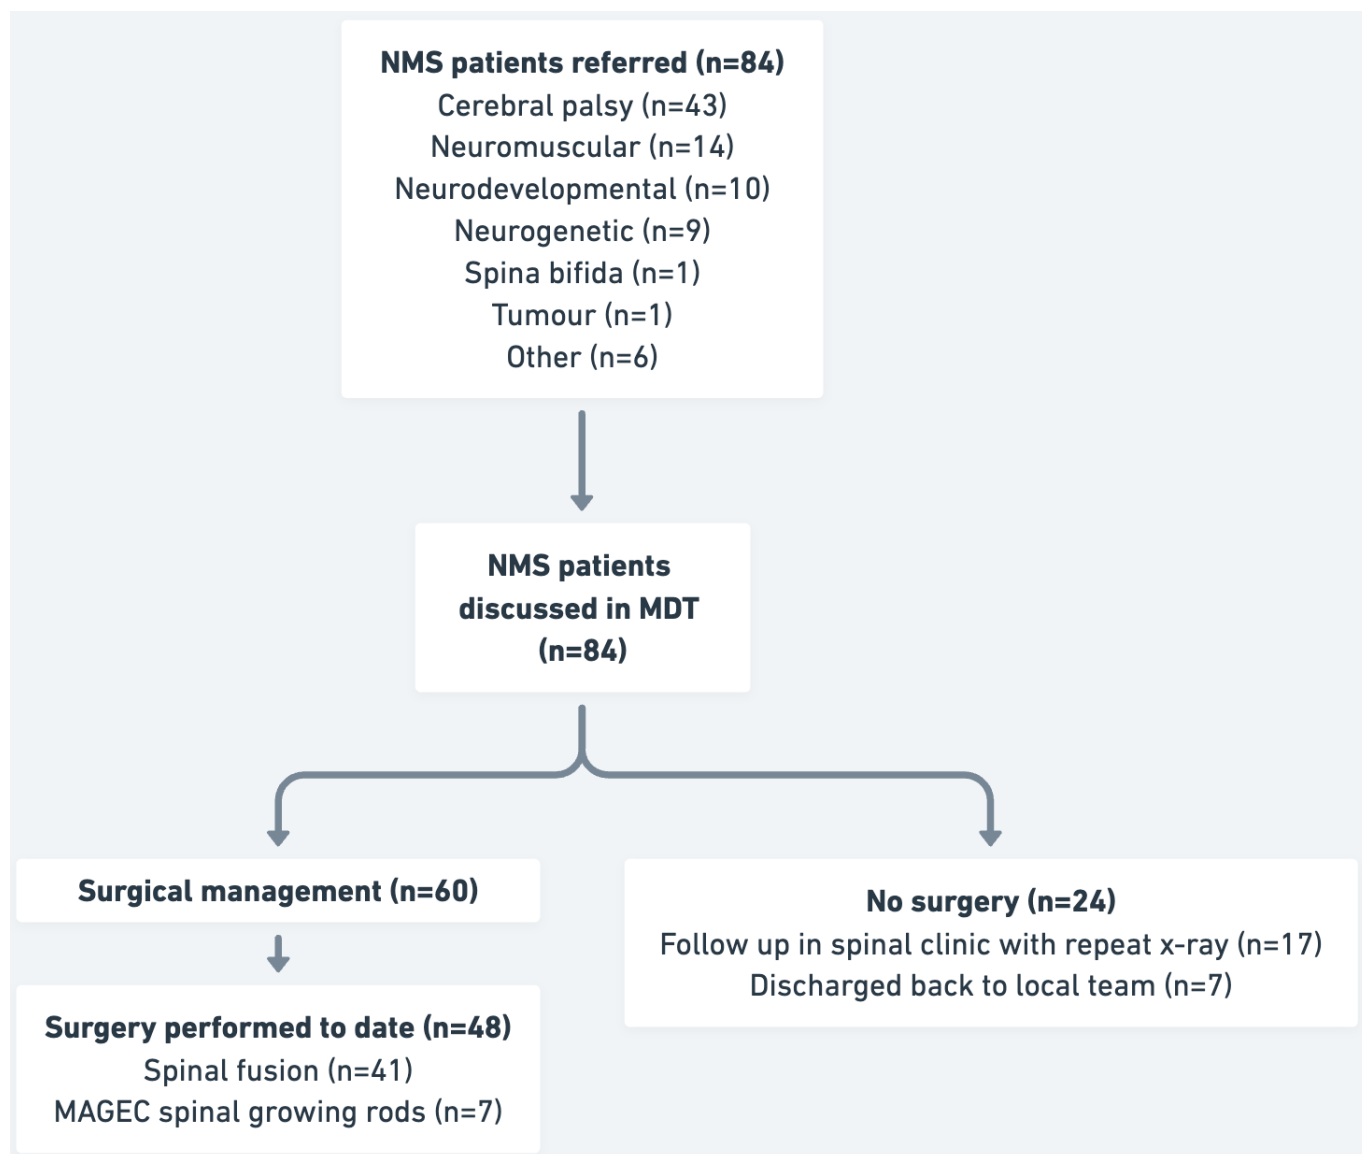 NMS patients referred (n=84)
Cerebral palsy (n=43)
Neuromuscular (n=14)
Neurodevelopmental (n=10)
Neurogenetic (n=9)
Spina bifida (n=1)
Tumour (n=1)
Other (n=6)
NMS patients
discussed in MDT
(n=84)
Surgical management (n=60)
Surgery performed to date (n=48)
Spinal fusion (n=41)
MAGEC spinal growing rods (n=7)
No surgery (n=24)
Follow up in spinal clinic with repeat x-ray (n=17)
Discharged back to local team (n=7)